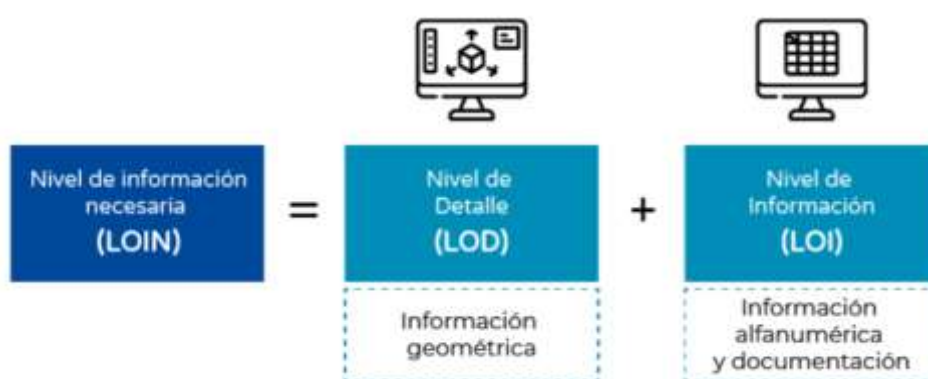 Nivel de información
necesaria
(LOIN)
=
Nivel de
Detalle
(LOD)
+
Nivel de
Información
(LOI)
Información
geométrica
Información
alfanumérica
y documentación